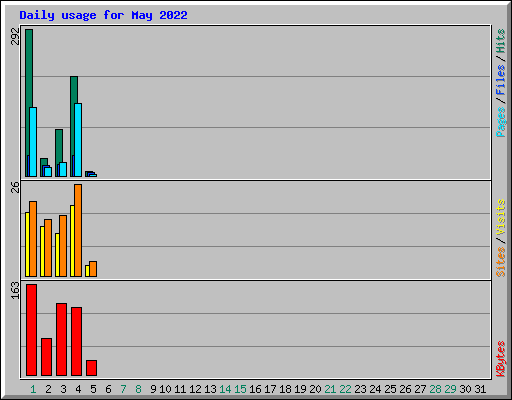 Daily usage for May 2022
292
Pages / Files / Hits
26
Sites / Visits
163
KBytes
1 2 3 4 5 6 7 8 9 10 11 12 13 14 15 16 17 18 19 20 21 22 23 24 25 26 27 28 29 30 31